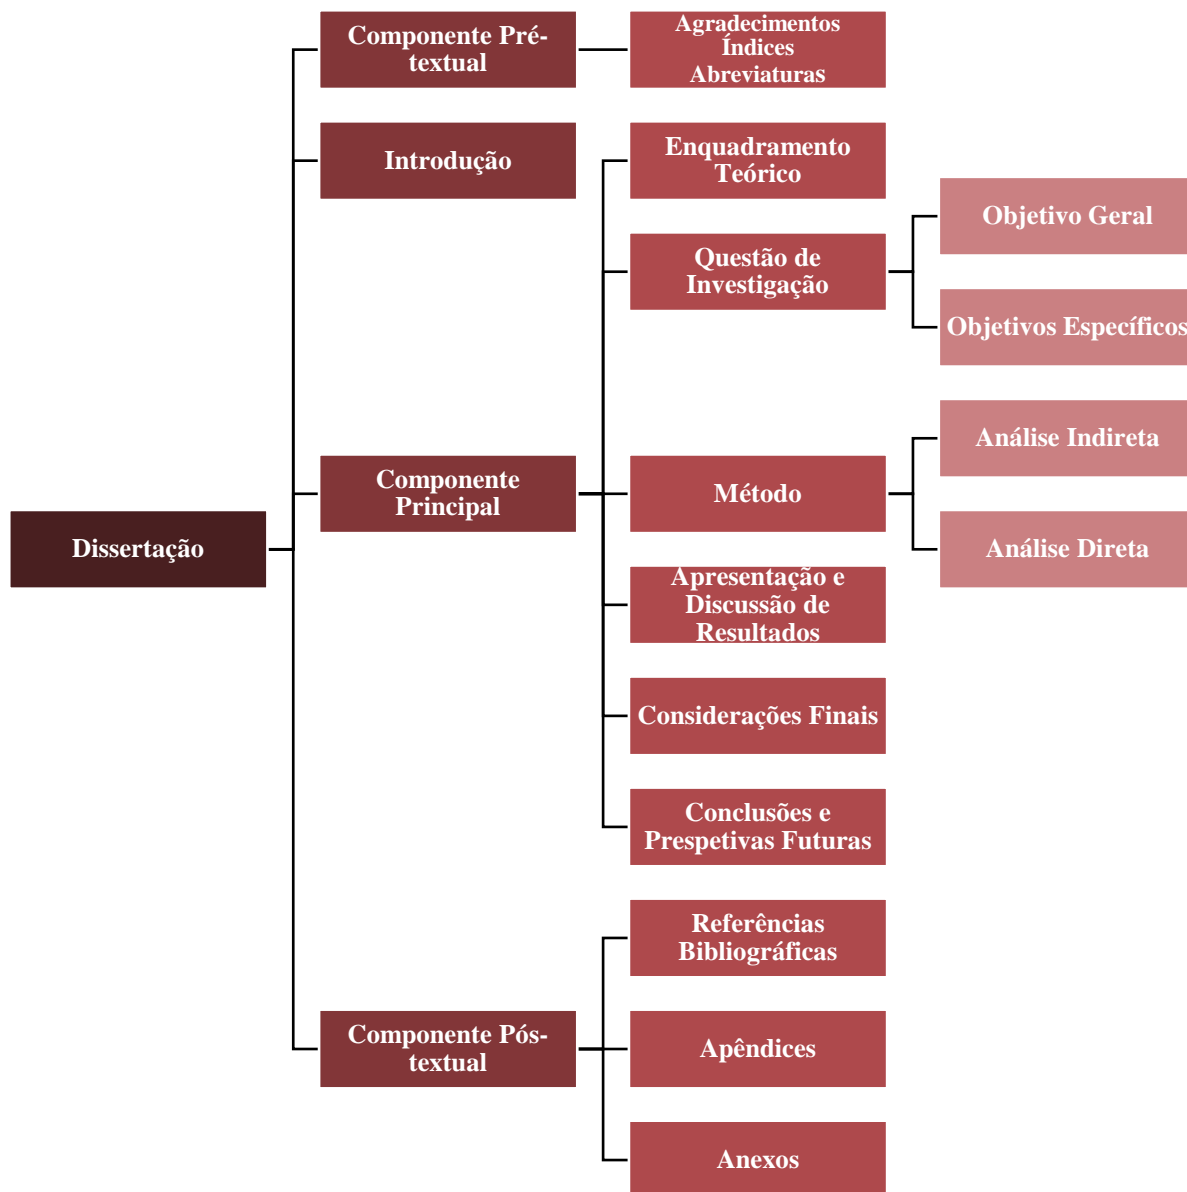 Componente Pré-
textual
Agradecimentos
Índices
Abreviaturas
Introdução
Enquadramento
Teórico
Questão de
Investigação
Objetivo Geral
Objetivos Específicos
Dissertação
Componente
Principal
Método
Análise Indireta
Análise Direta
Apresentação e
Discussão de
Resultados
Considerações Finais
Conclusões e
Prespetivas Futuras
Componente Pós-
textual
Referências
Bibliográficas
Apêndices
Anexos